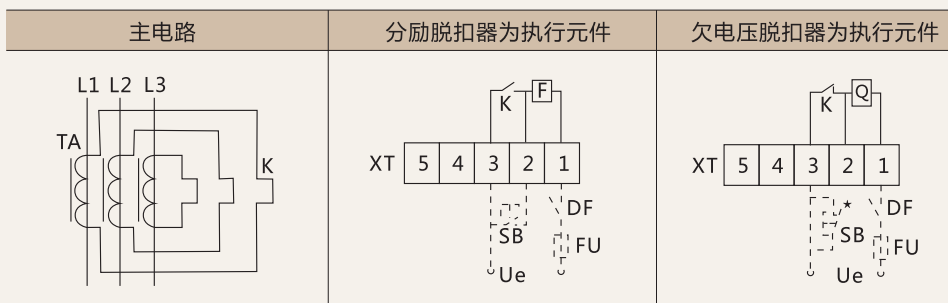 主电路
分励脱扣器为执行元件
欠电压脱扣器为执行元件
L1 L2 L3
TA
K
K
F
XT 5 4 3 2 1
DF
SB
FU
Ue
K
Q
XT 5 4 3 2 1
★
DF
SB
FU
Ue